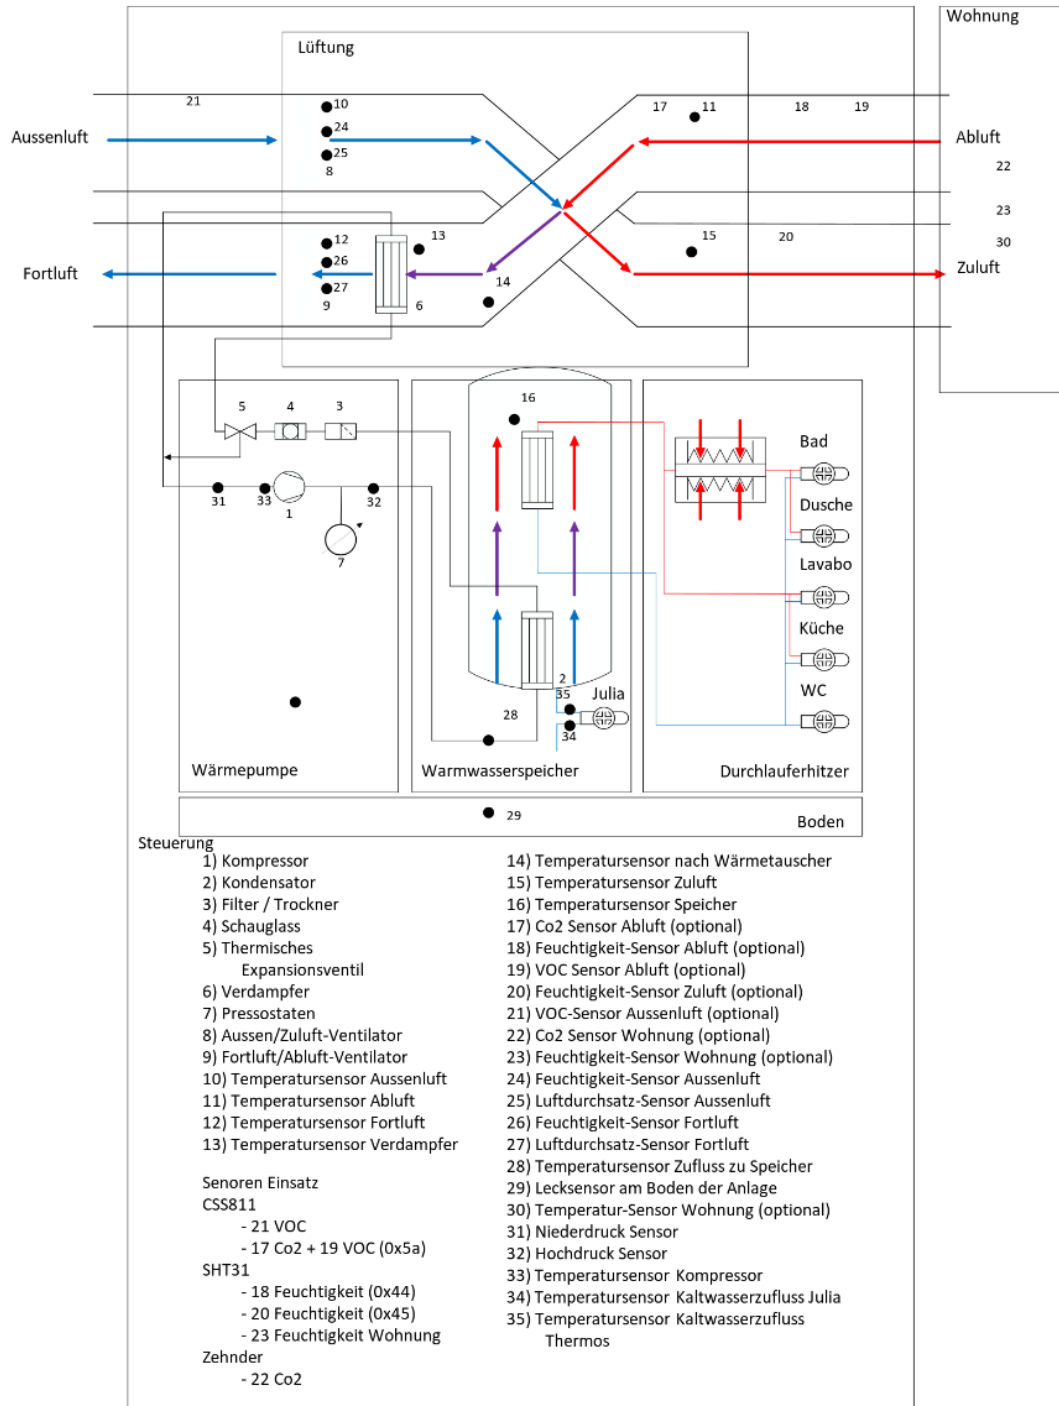 Wohnung
Lüftung
21
10
24
25
8
17
11
18
19
Aussenluft
Abluft
22
23
30
12
26
27
9
13
14
6
15
20
Fortluft
Zuluft
5
4
3
31
33
1
32
7
16
Bad
Dusche
Lavabo
Küche
WC
2
35
Julia
28
34
Wärmepumpe
Warmwasserspeicher
Durchlauferhitzer
29
Boden
Steuerung
1) Kompressor
2) Kondensator
3) Filter / Trockner
4) Schauglass
5) Thermisches
Expansionsventil
6) Verdampfer
7) Pressostaten
8) Aussen/Zuluft-Ventilator
9) Fortluft/Abluft-Ventilator
10) Temperatursensor Aussenluft
11) Temperatursensor Abluft
12) Temperatursensor Fortluft
13) Temperatursensor Verdampfer
Senoren Einsatz
CSS811
- 21 VOC
- 17 Co2 + 19 VOC (0x5a)
SHT31
- 18 Feuchtigkeit (0x44)
- 20 Feuchtigkeit (0x45)
- 23 Feuchtigkeit Wohnung
Zehnder
- 22 Co2
14) Temperatursensor nach Wärmetauscher
15) Temperatursensor Zuluft
16) Temperatursensor Speicher
17) Co2 Sensor Abluft (optional)
18) Feuchtigkeit-Sensor Abluft (optional)
19) VOC Sensor Abluft (optional)
20) Feuchtigkeit-Sensor Zuluft (optional)
21) VOC-Sensor Aussenluft (optional)
22) Co2 Sensor Wohnung (optional)
23) Feuchtigkeit-Sensor Wohnung (optional)
24) Feuchtigkeit-Sensor Aussenluft
25) Luftdurchsatz-Sensor Aussenluft
26) Feuchtigkeit-Sensor Fortluft
27) Luftdurchsatz-Sensor Fortluft
28) Temperatursensor Zufluss zu Speicher
29) Lecksensor am Boden der Anlage
30) Temperatur-Sensor Wohnung (optional)
31) Niederdruck Sensor
32) Hochdruck Sensor
33) Temperatursensor Kompressor
34) Temperatursensor Kaltwasserzufluss Julia
35) Temperatursensor Kaltwasserzufluss
Thermos